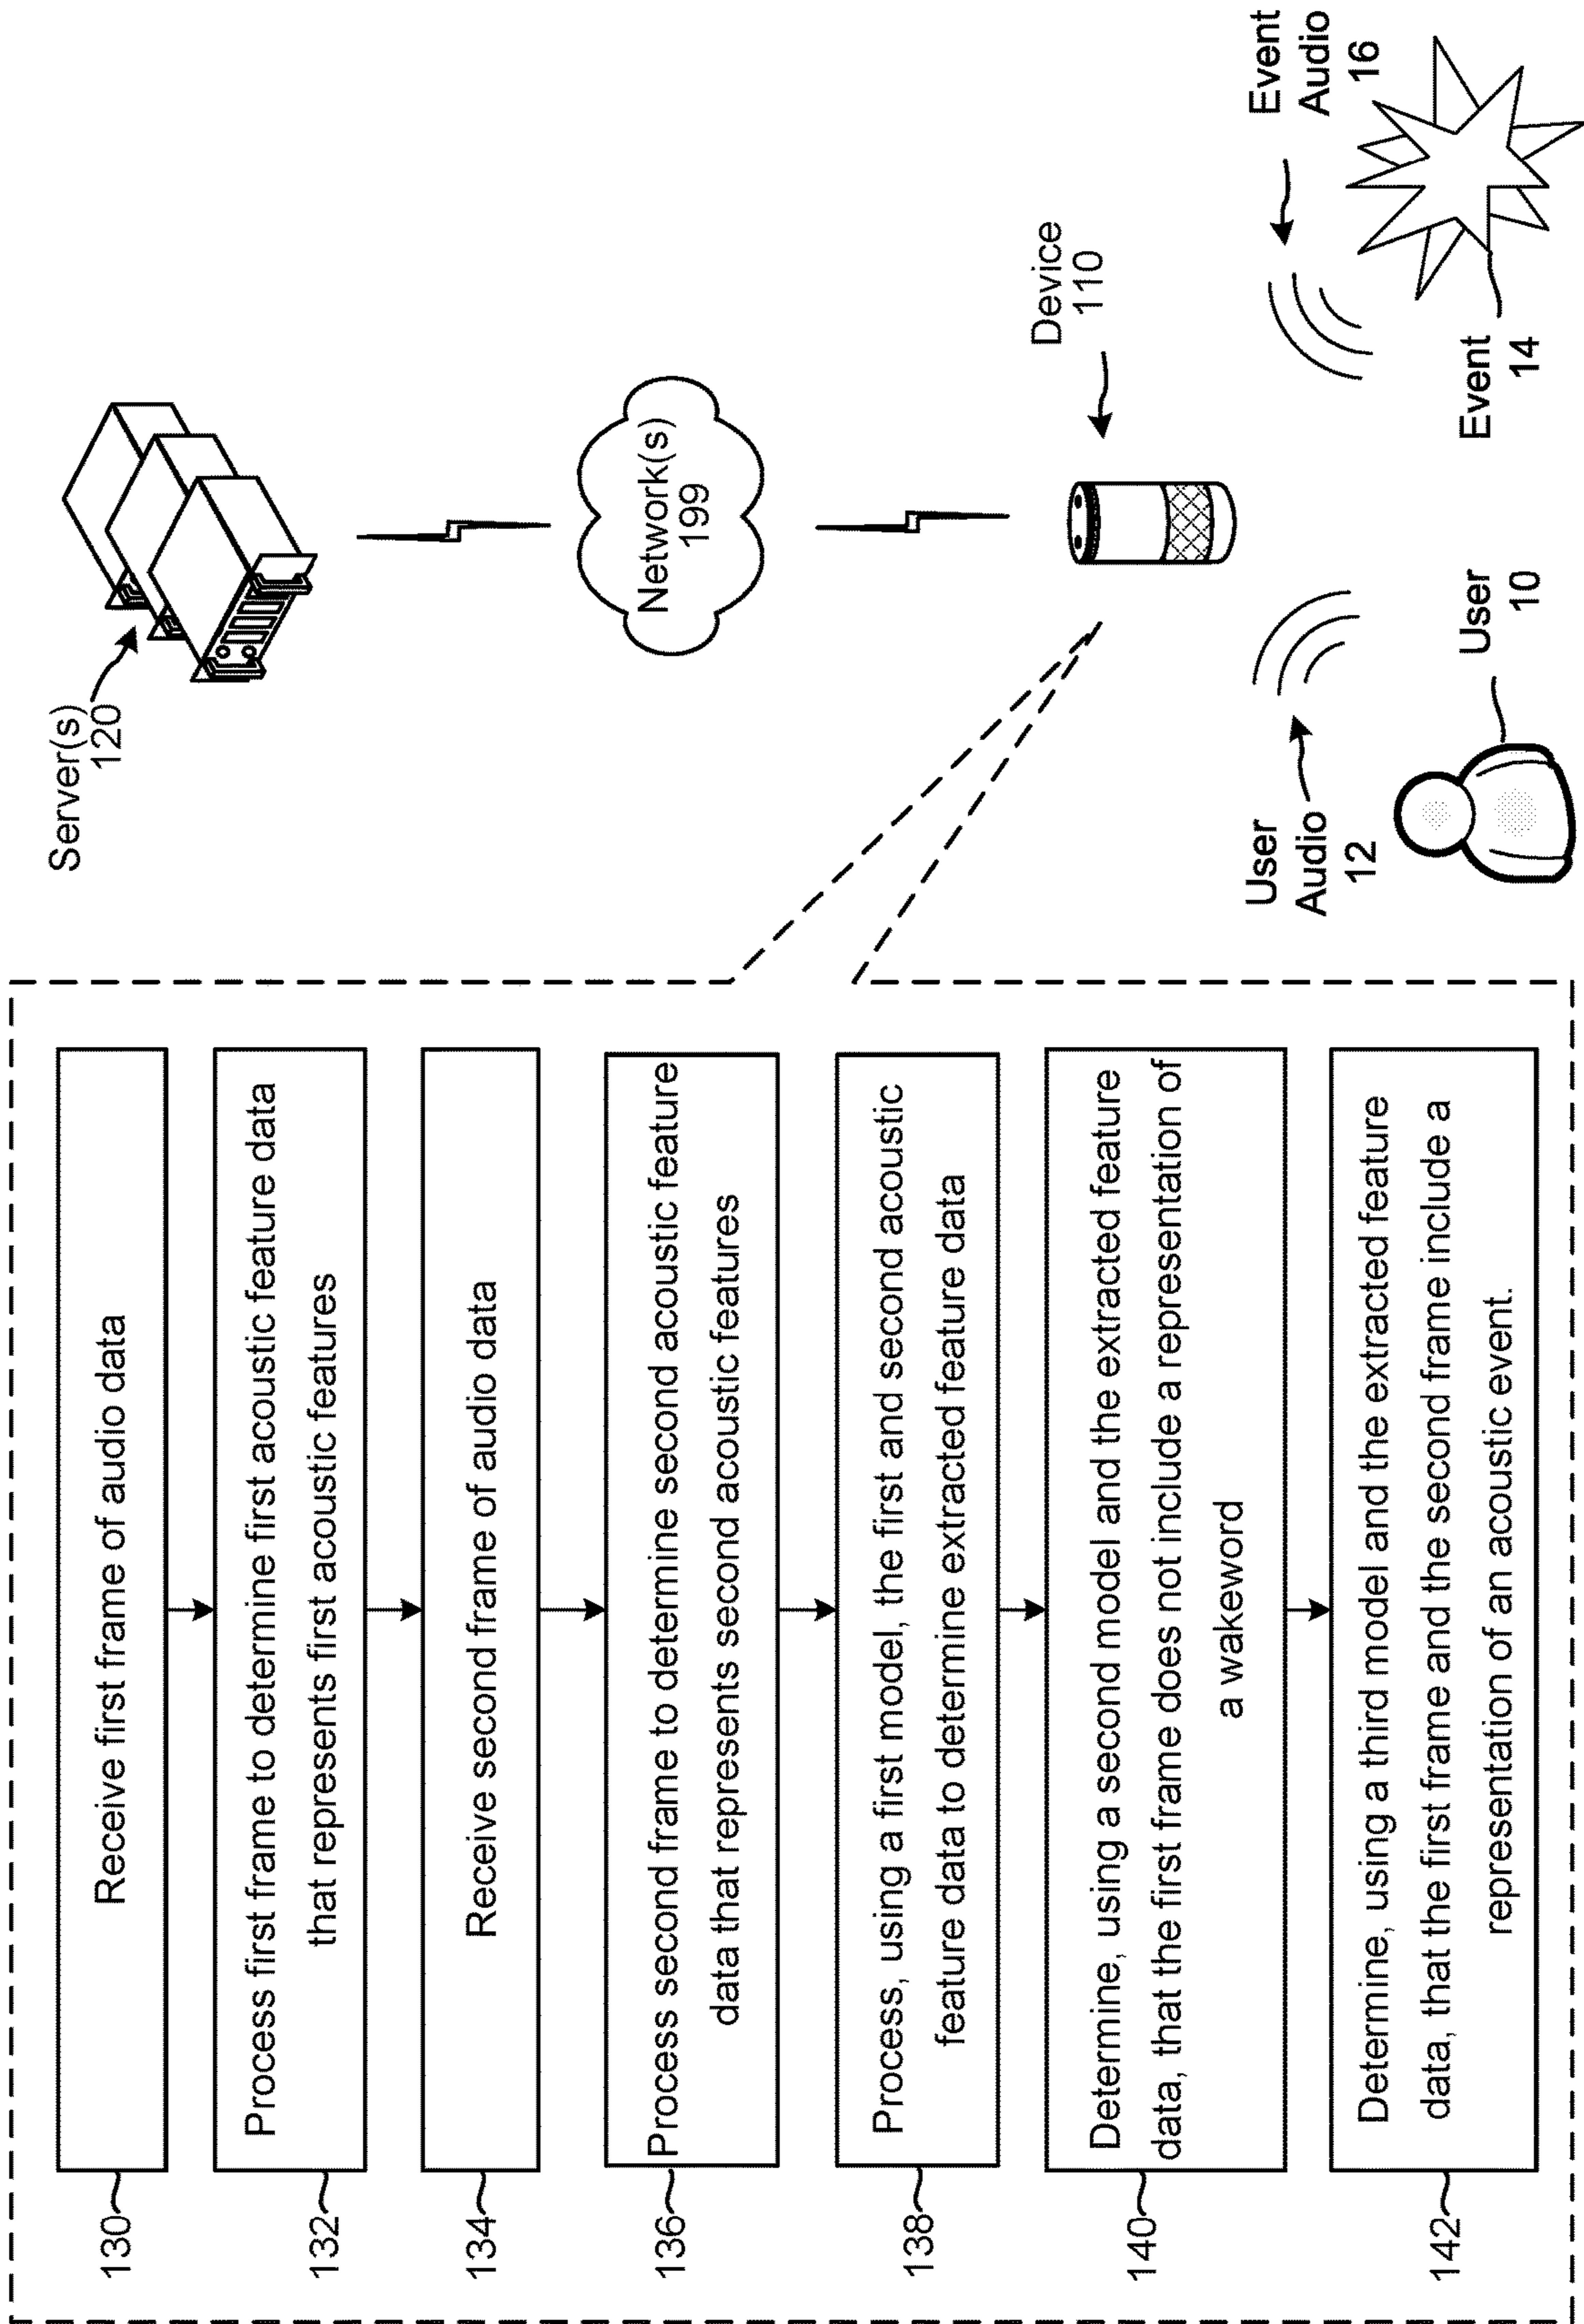 130
Receive first frame of audio data
132
Process first frame to determine first acoustic feature data
that represents first acoustic features
134
Receive second frame of audio data
136
Process second frame to determine second acoustic feature
data that represents second acoustic features
138
Process, using a first model, the first and second acoustic
feature data to determine extracted feature data
140
Determine, using a second model and the extracted feature
data, that the first frame does not include a representation of
a wakeword
142
Determine, using a third model and the extracted feature
data, that the first frame and the second frame include a
representation of an acoustic event.
Server(s)
120
Network(s)
199
Device
110
User
Audio
12
User
10
Event
Audio
16
Event
14